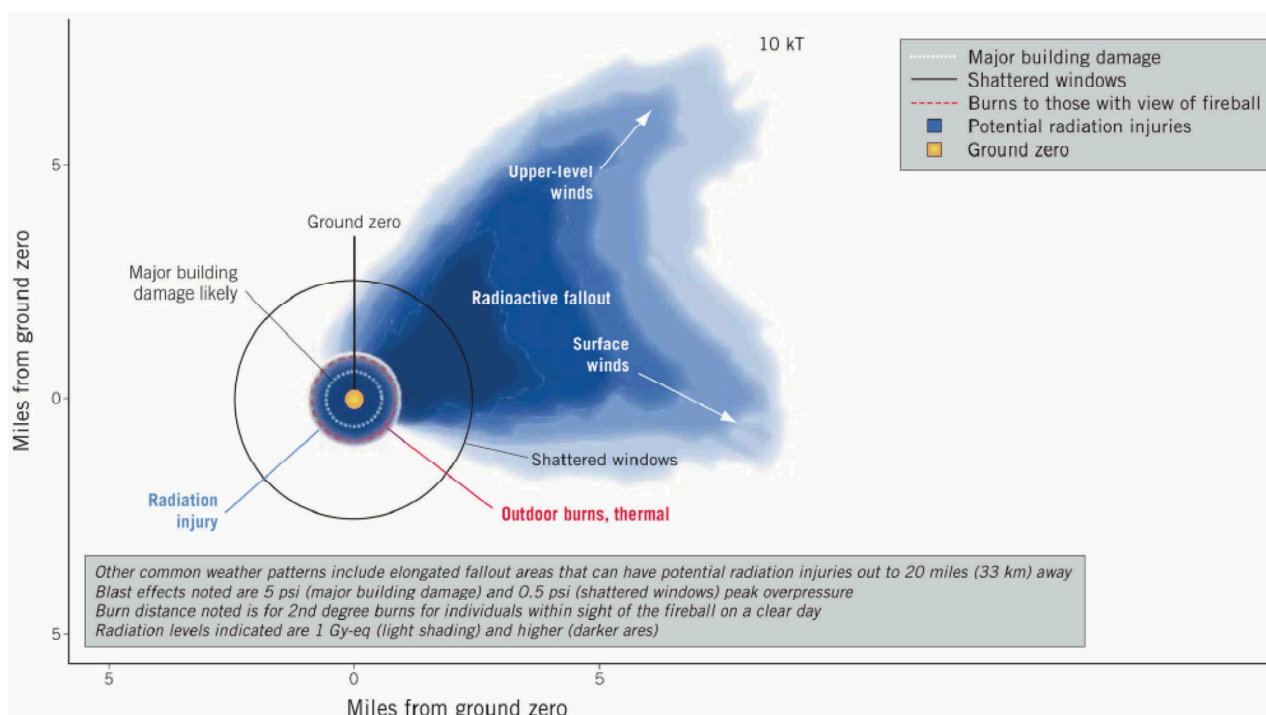 10 kT
Major building damage
Shattered windows
Burns to those with view of fireball
Potential radiation injuries
Ground zero
5
Upper-level
winds
Ground zero
Major building
damage likely
Radioactive fallout
Surface
winds
Miles from ground zero
0
Shattered windows
Radiation
injury
Outdoor burns, thermal
Other common weather patterns include elongated fallout areas that can have potential radiation injuries out to 20 miles (33 km) away
Blast effects noted are 5 psi (major building damage) and 0.5 psi (shattered windows) peak overpressure
Burn distance noted is for 2nd degree burns for individuals within sight of the fireball on a clear day
Radiation levels indicated are 1 Gy-eq (light shading) and higher (darker ares)
5
5 0 5
Miles from ground zero